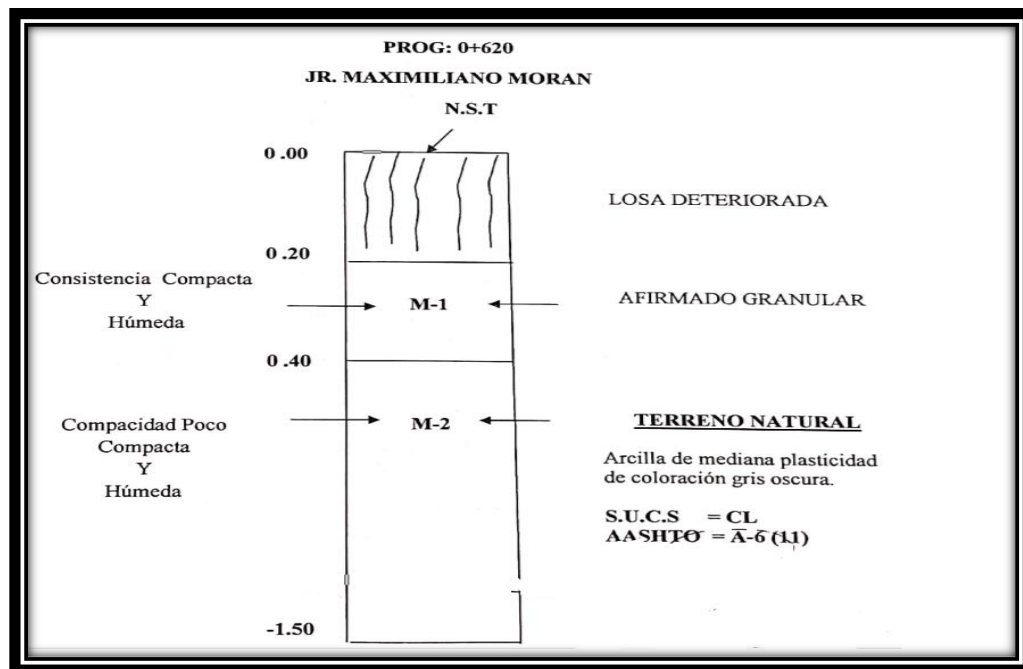 PROG: 0+620
JR. MAXIMILIANO MORAN
N.S.T
0 .00
LOSA DETERIORADA
0 .20
Consistencia Compacta
Y
Húmeda
M-1
AFIRMADO GRANULAR
0 .40
Compacidad Poco
Compacta
Y
Húmeda
M-2
TERRENO NATURAL
Arcilla de mediana plasticidad
de coloración gris oscura.
S.U.C.S = CL
AASHTO = A-6 (11)
-1.50